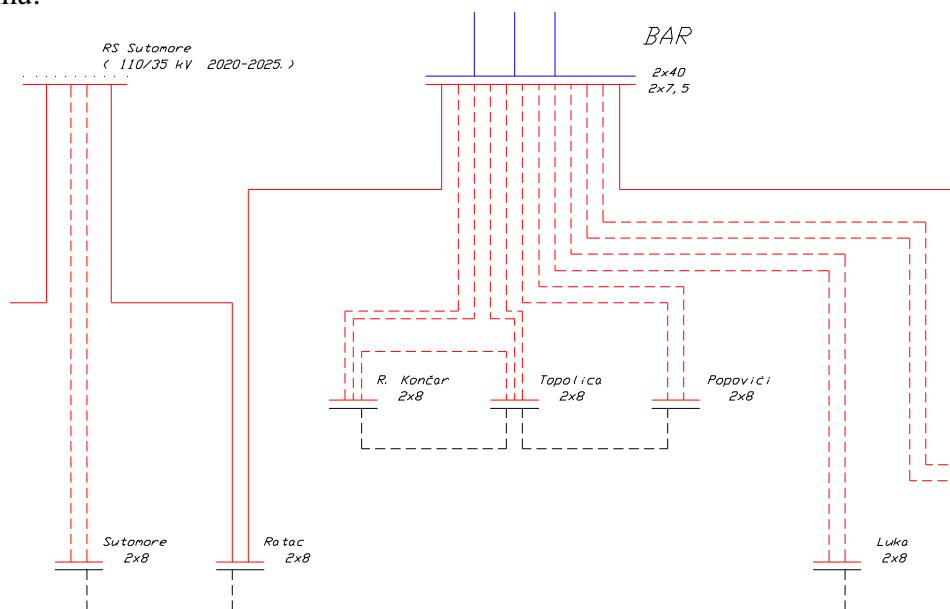 RS Sutomore
( 110/35 kV 2020-2025. )
BAR
2x40
2x7,5
R. Končar
2x8
Topolica
2x8
Popovići
2x8
Sutomore
2x8
Ratac
2x8
Luka
2x8